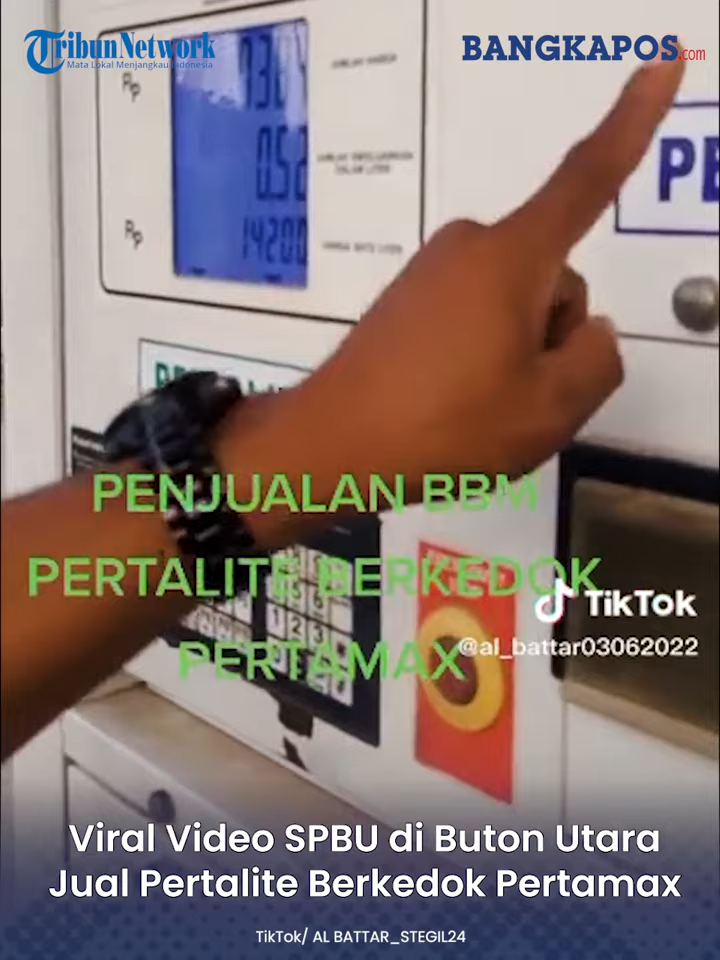 TribunNetwork
Mata Lokal Menjangkau Indonesia
BANGKAPOS.com
Rp
0.52
Rp
14200
PENJUALAN BBM
PERTALITE BERKEDOK
PERTAMAX
TikTok
@al_battar03062022
Viral Video SPBU di Buton Utara
Jual Pertalite Berkedok Pertamax
TikTok/ AL BATTAR_STEGIL24